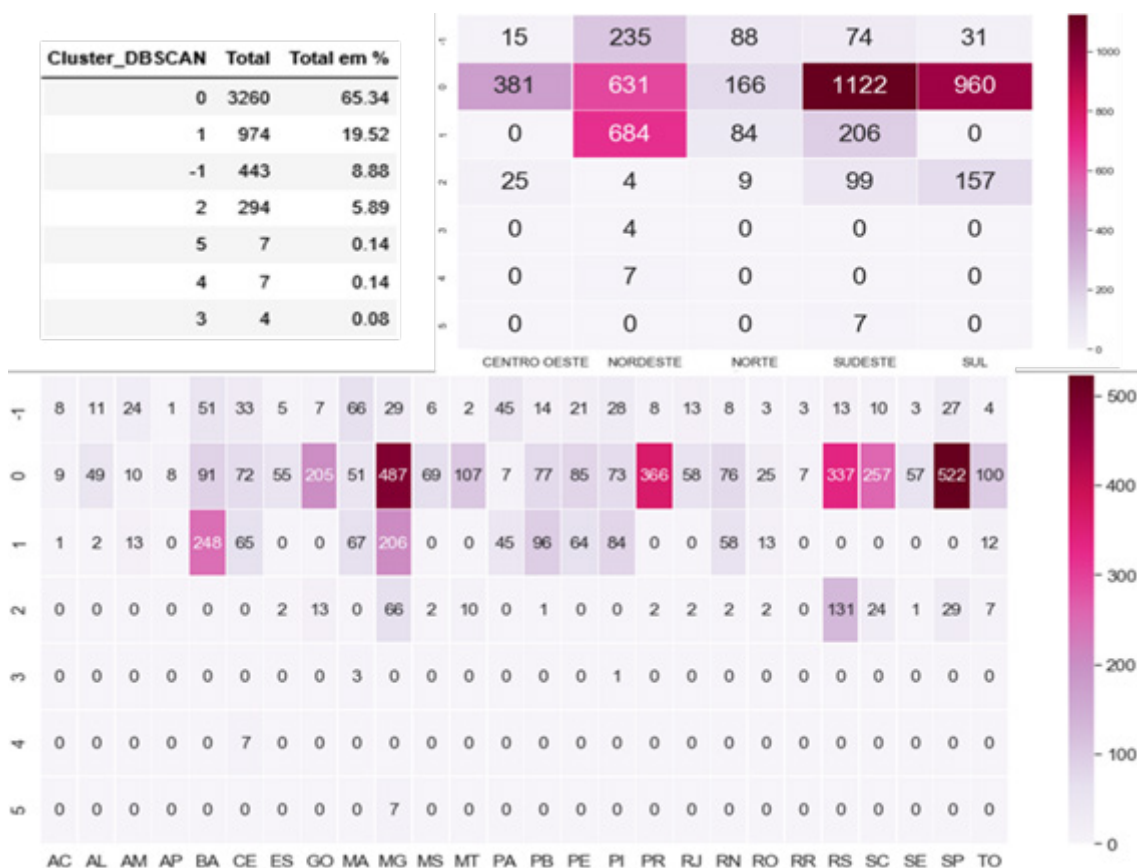 Cluster_DBSCAN Total Total em %
0 3260 65.34
1 974 19.52
-1 443 8.88
2 294 5.89
5 7 0.14
4 7 0.14
3 4 0.08
-1 15 235 88 74 31
0 381 631 166 1122 960
1 0 684 84 206 0
2 25 4 9 99 157
3 0 4 0 0 0
4 0 7 0 0 0
5 0 0 0 7 0
CENTRO OESTE NORDESTE NORTE SUDESTE SUL
1000
800
600
400
200
0
-1 8 11 24 1 51 33 5 7 66 29 6 2 45 14 21 28 8 13 8 3 3 13 10 3 27 4
0 9 49 10 8 91 72 55 205 51 487 69 107 7 77 85 73 366 58 76 25 7 337 257 57 522 100
1 1 2 13 0 248 65 0 0 67 206 0 0 45 96 64 84 0 0 58 13 0 0 0 0 0 12
2 0 0 0 0 0 0 2 13 0 66 2 10 0 1 0 0 2 2 2 2 0 131 24 1 29 7
3 0 0 0 0 0 0 0 0 3 0 0 0 0 0 0 1 0 0 0 0 0 0 0 0 0 0
4 0 0 0 0 0 7 0 0 0 0 0 0 0 0 0 0 0 0 0 0 0 0 0 0 0 0
5 0 0 0 0 0 0 0 0 0 7 0 0 0 0 0 0 0 0 0 0 0 0 0 0 0 0
AC AL AM AP BA CE ES GO MA MG MS MT PA PB PE PI PR RJ RN RO RR RS SC SE SP TO
500
400
300
200
100
0